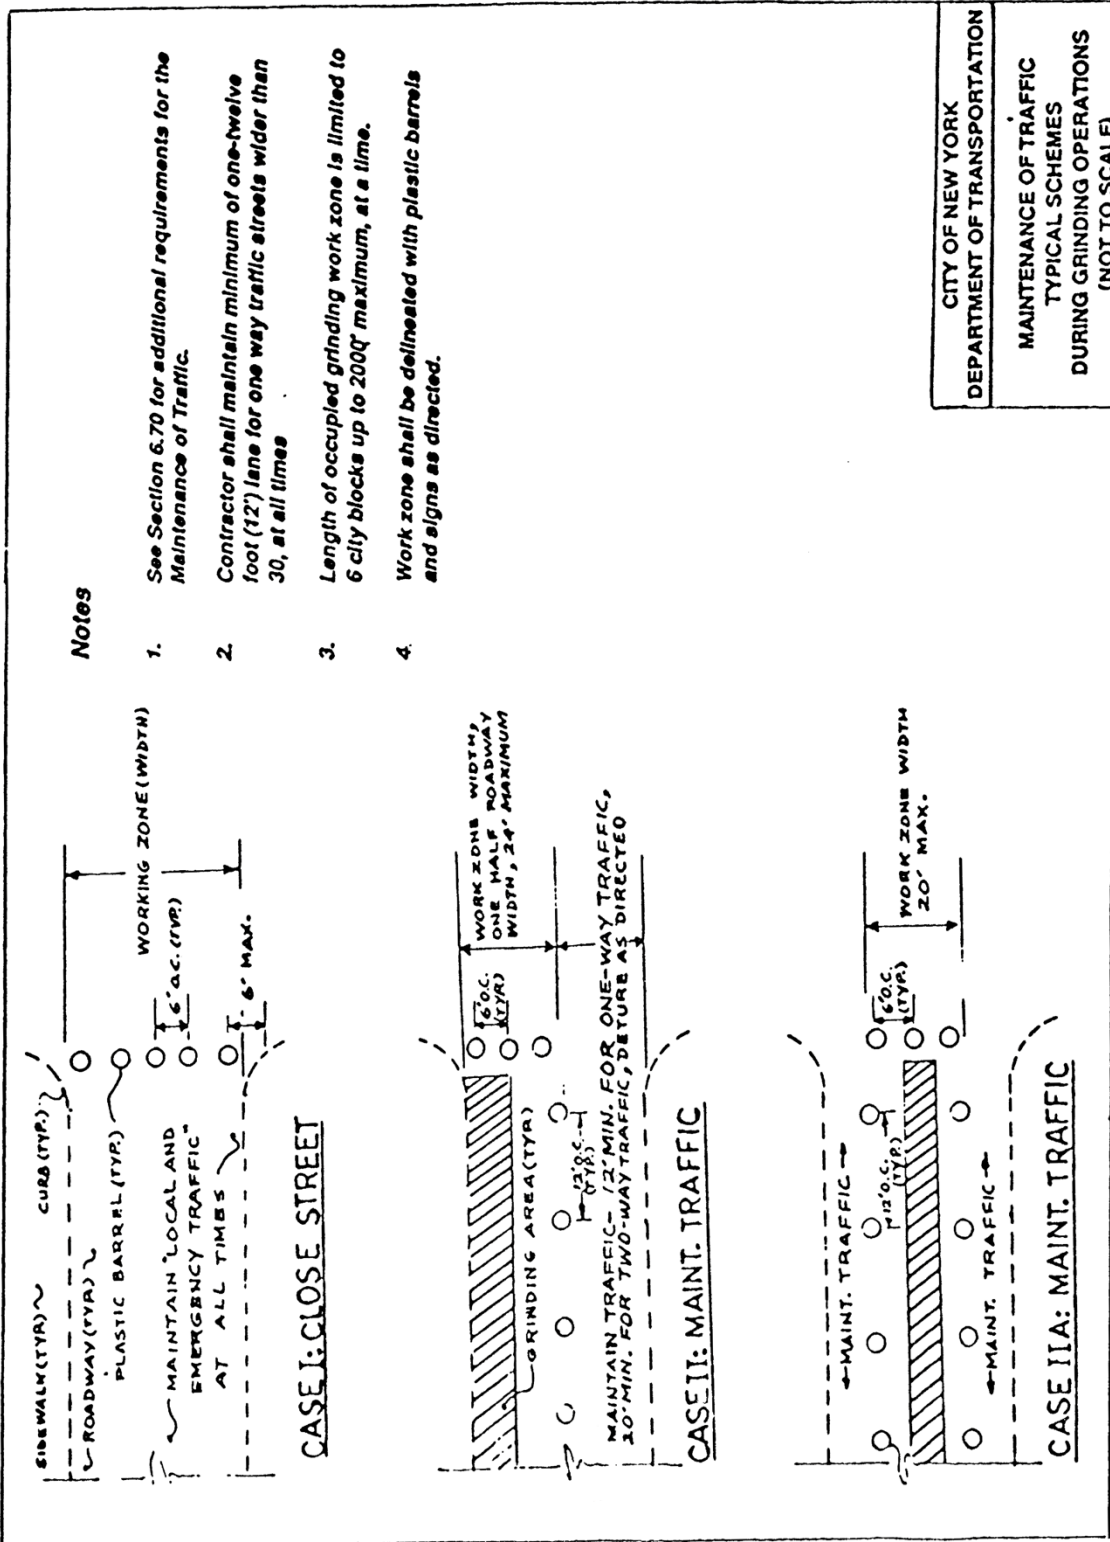 SIDEWALK (TYP.)
CURB (TYP.)
ROADWAY (TYP.)
PLASTIC BARREL (TYP.)
MAINTAIN "LOCAL AND
EMERGENCY TRAFFIC"
AT ALL TIMES
WORKING ZONE (WIDTH)
6' O.C. (TYP.)
6' MAX.
CASE I: CLOSE STREET
WORK ZONE WIDTH,
ONE HALF ROADWAY
WIDTH, 24' MAXIMUM
6' O.C.
(TYP.)
GRINDING AREA (TYP.)
12' O.C.
(TYP.)
MAINTAIN TRAFFIC - 12' MIN. FOR ONE-WAY TRAFFIC,
20' MIN. FOR TWO-WAY TRAFFIC, DETURE AS DIRECTED
CASE II: MAINT. TRAFFIC
MAINT. TRAFFIC
12' O.C.
(TYP.)
6' O.C.
(TYP.)
WORK ZONE WIDTH
20' MAX.
MAINT. TRAFFIC
CASE IIA: MAINT. TRAFFIC
Notes
1. See Section 6.70 for additional requirements for the
Maintenance of Traffic.
2. Contractor shall maintain minimum of one-twelve
foot (12') lane for one way traffic streets wider than
30, at all times
3. Length of occupied grinding work zone is limited to
6 city blocks up to 2000' maximum, at a time.
4. Work zone shall be delineated with plastic barrels
and signs as directed.
CITY OF NEW YORK
DEPARTMENT OF TRANSPORTATION
MAINTENANCE OF TRAFFIC
TYPICAL SCHEMES
DURING GRINDING OPERATIONS
(NOT TO SCALE)